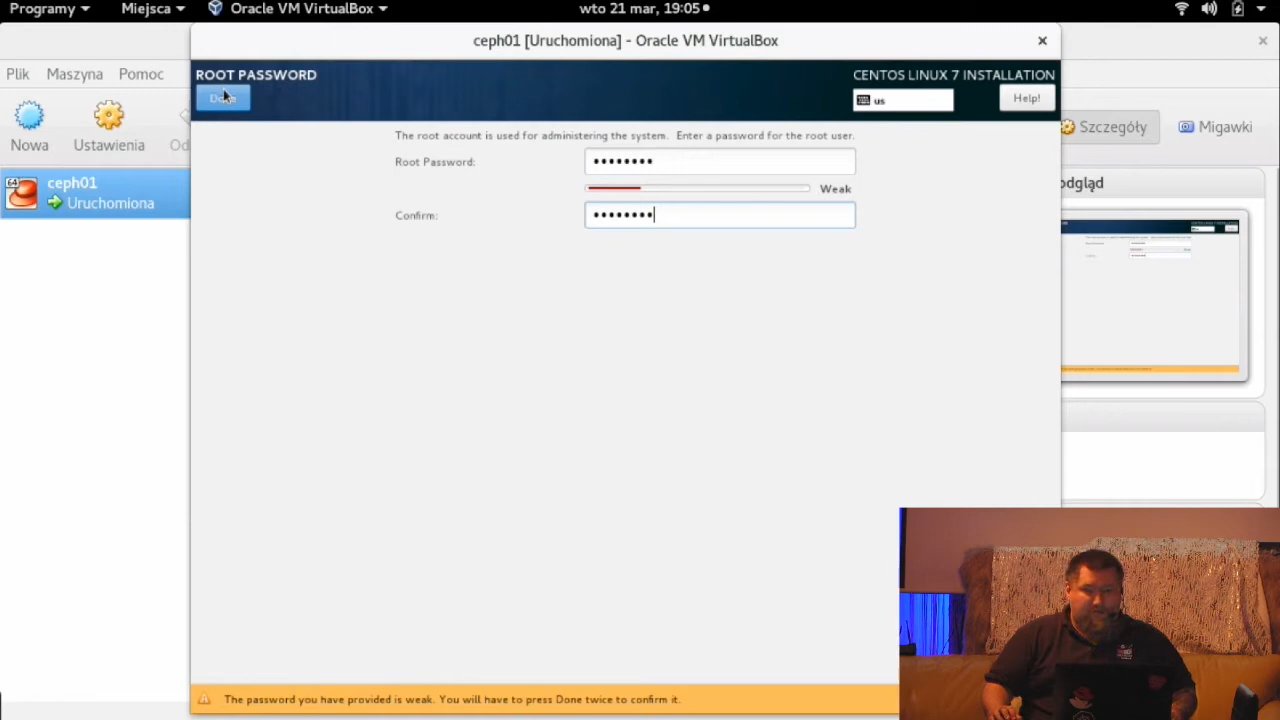 Programy
Miejsca
Oracle VM VirtualBox
wto 21 mar, 19:05
ceph01 [Uruchomiona] - Oracle VM VirtualBox
Plik Maszyna Pomoc
ROOT PASSWORD
CENTOS LINUX 7 INSTALLATION
us
Help!
Nowa
Ustawienia
Od
Szczegóły
Migawki
64
ceph01
Uruchomiona
odgląd
The root account is used for administering the system. Enter a password for the root user.
Root Password: ••••••••
Weak
Confirm: ••••••••
The password you have provided is weak. You will have to press Done twice to confirm it.